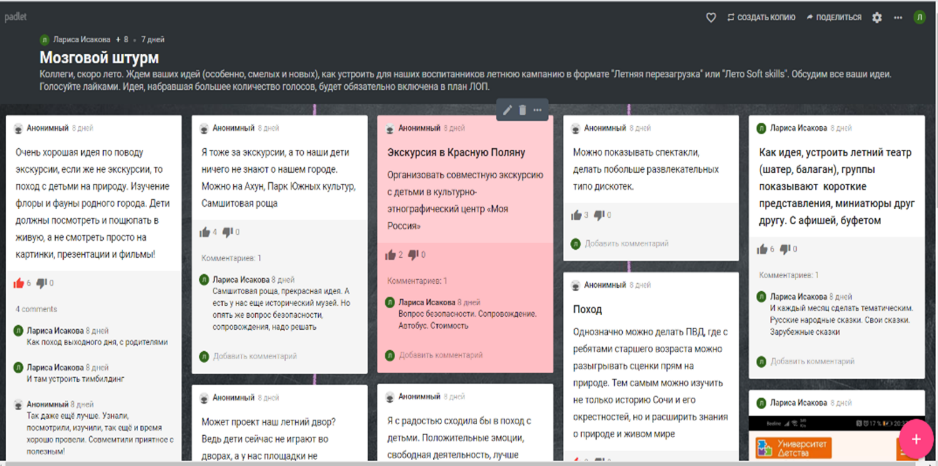 padlet
СОЗДАТЬ КОПИЮ
ПОДЕЛИТЬСЯ
Л
Л Лариса Исакова + 8 • 7 дней
Мозговой штурм
Коллеги, скоро лето. Ждем ваших идей (особенно, смелых и новых), как устроить для наших воспитанников летнюю кампанию в формате "Летняя перезагрузка" или "Лето Soft skills". Обсудим все ваши идеи.
Голосуйте лайками. Идея, набравшая большее количество голосов, будет обязательно включена в план ЛОП.
Анонимный 8 дней
Очень хорошая идея по поводу
экскурсии, если же не экскурсии, то
поход с детьми на природу. Изучение
флоры и фауны родного города. Дети
должны посмотреть и пощюпать в
живую, а не смотреть просто на
картинки, презентации и фильмы!
6 0
4 comments
Л Лариса Исакова 8 дней
Как поход выходного дня, с родителями
Л Лариса Исакова 8 дней
И там устроить тимбилдинг
Анонимный 8 дней
Так даже ещё лучше. Узнали,
посмотрили, изучили, так ещё и время
хорошо провели. Совместили приятное с
полезным!
Анонимный 8 дней
Я тоже за экскурсии, а то наши дети
ничего не знают о нашем городе.
Можно на Ахун, Парк Южных культур,
Самшитовая роща
4 0
Комментариев: 1
Л Лариса Исакова 8 дней
Самшитовая роща, прекрасная идея. А
есть у нас еще исторический музей. Но
опять же вопрос безопасности,
сопровождения, надо решать
Л Добавить комментарий
Анонимный 8 дней
Может проект наш летний двор?
Ведь дети сейчас не играют во
дворах, а у нас площадки не
Анонимный 8 дней
Экскурсия в Красную Поляну
Организовать совместную экскурсию
с детьми в культурно-
этнографический центр «Моя
Россия»
2 0
Комментариев: 1
Л Лариса Исакова 8 дней
Вопрос безопасности. Сопровождение.
Автобус. Стоимость
Л Добавить комментарий
Анонимный 8 дней
Я с радостью сходила бы в поход с
детьми. Положительные эмоции,
свободная деятельность, лучше
Анонимный 8 дней
Можно показывать спектакли,
делать побольше развлекательных
типо дискотек.
3 0
Л Добавить комментарий
Анонимный 8 дней
Поход
Однозначно можно делать ПВД, где с
ребятами старшего возраста можно
разыгрывать сценки прям на
природе. Тем самым можно изучить
не только историю Сочи и его
окрестностей, но и расширить знания
о природе и живом мире
Л Лариса Исакова 8 дней
Как идея, устроить летний театр
(шатер, балаган), группы
показывают короткие
представления, миниатюры друг
другу. С афишей, буфетом
6 0
Комментариев: 1
Л Лариса Исакова 8 дней
И каждый месяц сделать тематическим.
Русские народные сказки. Свои сказки.
Зарубежные сказки
Л Добавить комментарий
Л Лариса Исакова 8 дней
Университет
Детства